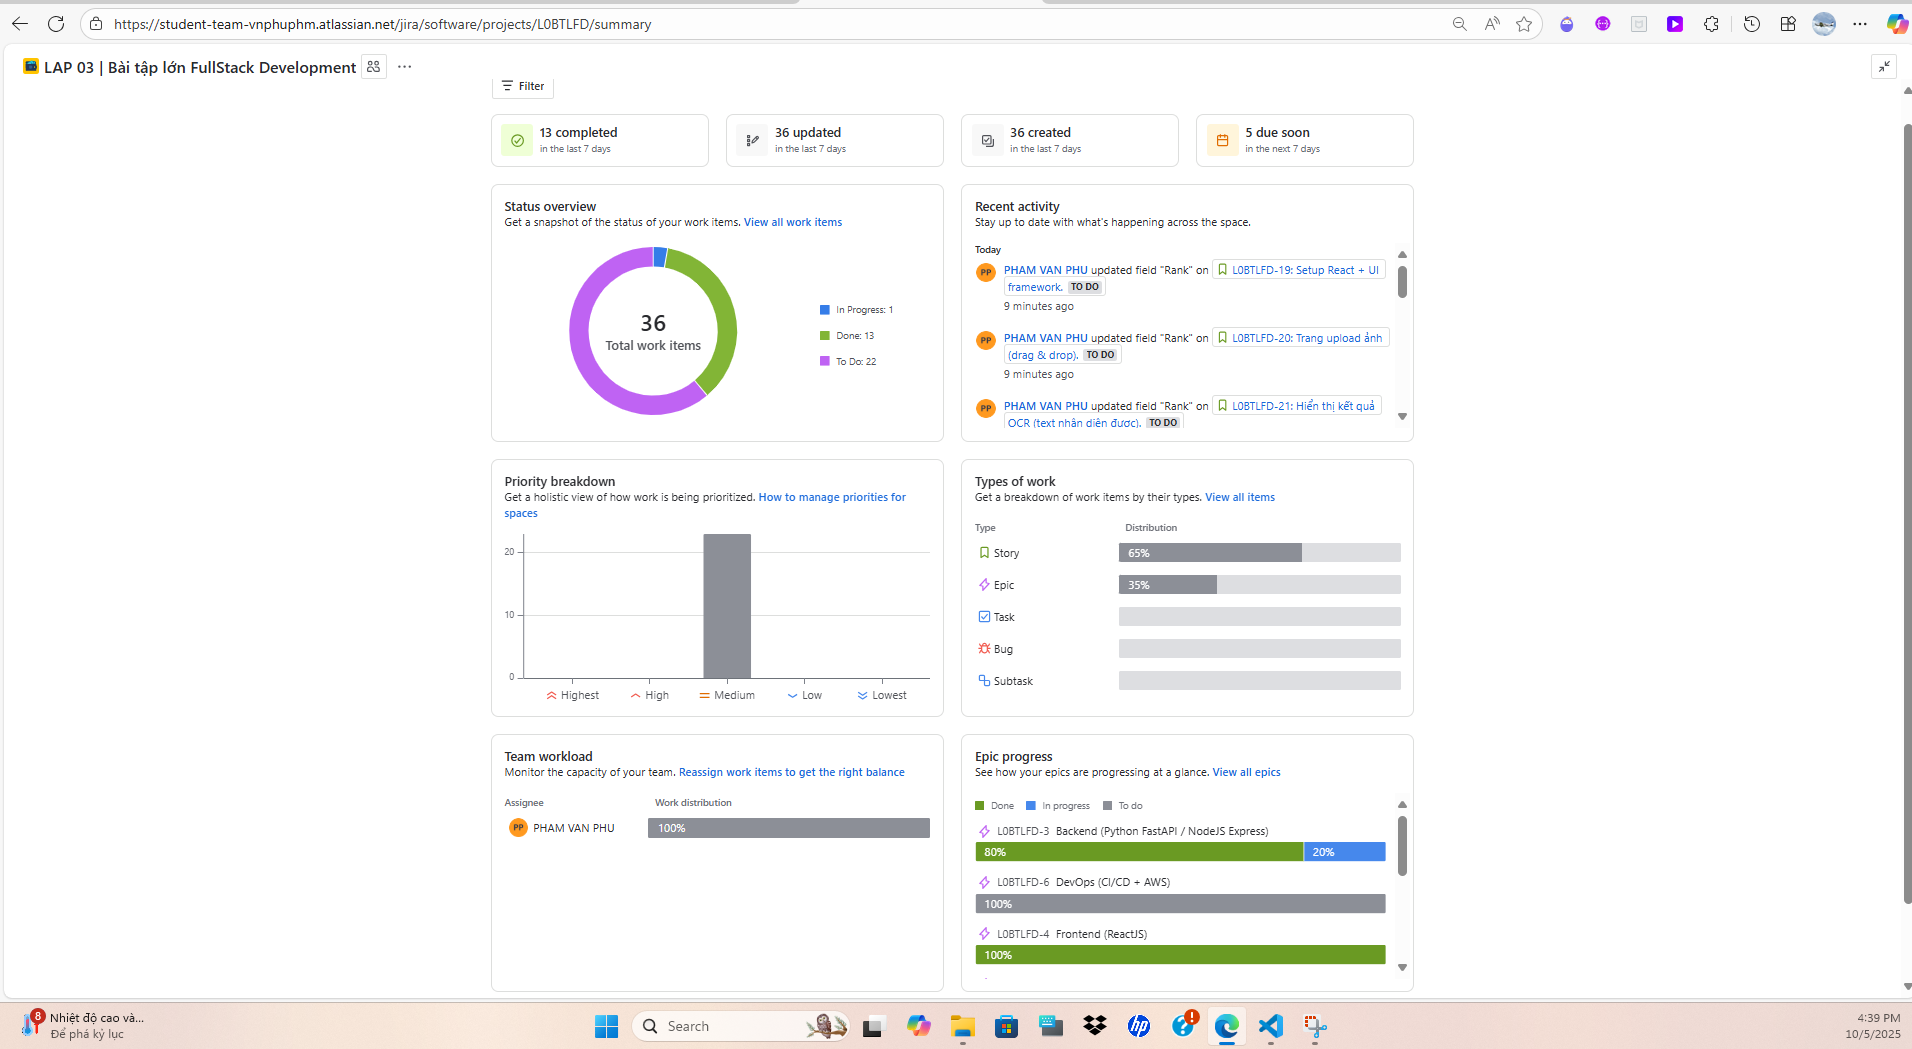 https://student-team-vnphuphm.atlassian.net/jira/software/projects/L0BTLFD/summary
LAP 03 | Bài tập lớn FullStack Development
Filter
13 completed
in the last 7 days
36 updated
in the last 7 days
36 created
in the last 7 days
5 due soon
in the next 7 days
Status overview
Get a snapshot of the status of your work items. View all work items
36
Total work items
In Progress: 1
Done: 13
To Do: 22
Recent activity
Stay up to date with what's happening across the space.
Today
PP PHAM VAN PHU updated field "Rank" on L0BTLFD-19: Setup React + UI
framework. TO DO
9 minutes ago
PP PHAM VAN PHU updated field "Rank" on L0BTLFD-20: Trang upload ảnh
(drag & drop). TO DO
9 minutes ago
PP PHAM VAN PHU updated field "Rank" on L0BTLFD-21: Hiển thị kết quả
OCR (text nhận diện được). TO DO
Priority breakdown
Get a holistic view of how work is being prioritized. How to manage priorities for
spaces
20
10
0
Highest High Medium Low Lowest
Types of work
Get a breakdown of work items by their types. View all items
Type Distribution
Story 65%
Epic 35%
Task
Bug
Subtask
Team workload
Monitor the capacity of your team. Reassign work items to get the right balance
Assignee Work distribution
PP PHAM VAN PHU 100%
Epic progress
See how your epics are progressing at a glance. View all epics
Done In progress To do
L0BTLFD-3 Backend (Python FastAPI / NodeJS Express)
80% 20%
L0BTLFD-6 DevOps (CI/CD + AWS)
100%
L0BTLFD-4 Frontend (ReactJS)
100%
8
Nhiệt độ cao và...
Để phá kỷ lục
Search
hp
4:39 PM
10/5/2025